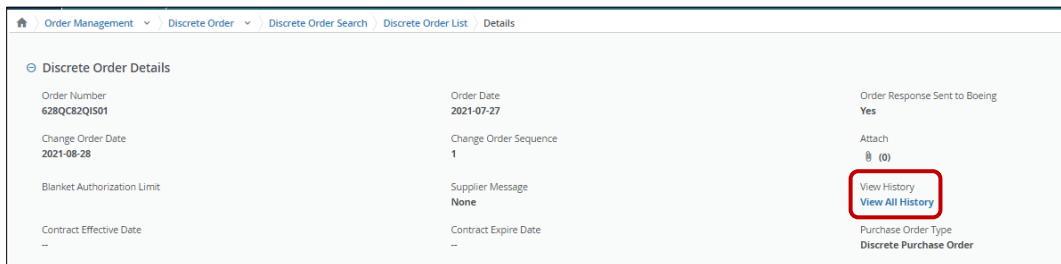 Order Management Discrete Order Discrete Order Search Discrete Order List Details
Discrete Order Details
Order Number Order Date Order Response Sent to Boeing
628QC82QIS01 2021-07-27 Yes
Change Order Date Change Order Sequence Attach
2021-08-28 1 (0)
Blanket Authorization Limit Supplier Message View History
None View All History
Contract Effective Date Contract Expire Date Purchase Order Type
-- -- Discrete Purchase Order